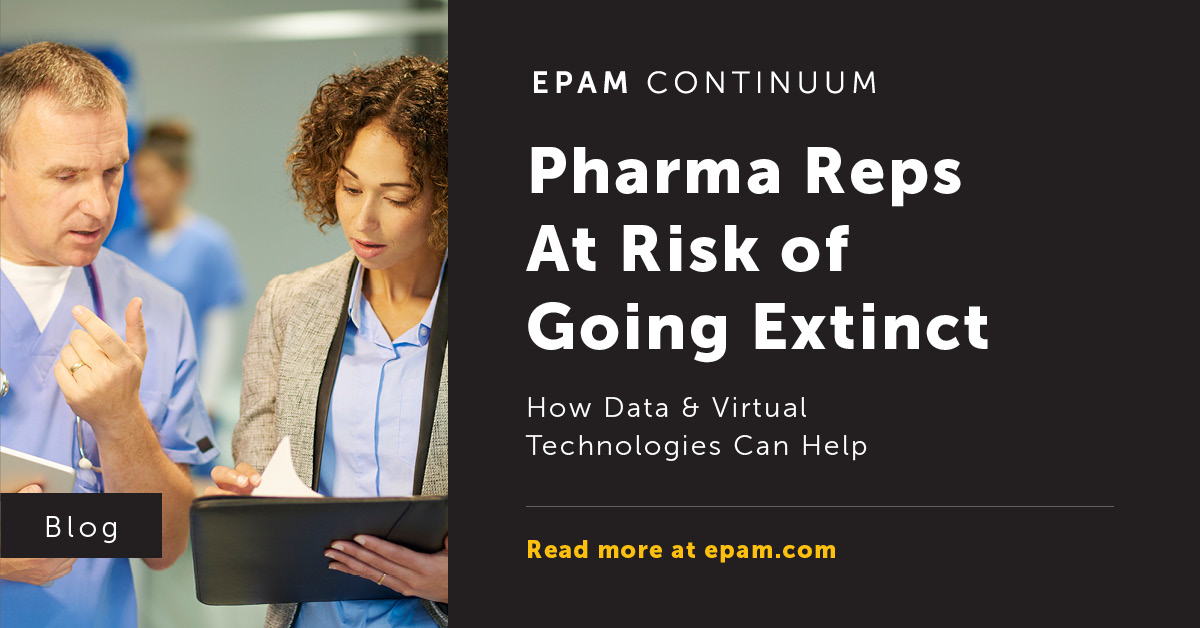 EPAM CONTINUUM
Pharma Reps
At Risk of
Going Extinct
How Data & Virtual
Technologies Can Help
Read more at epam.com
Blog